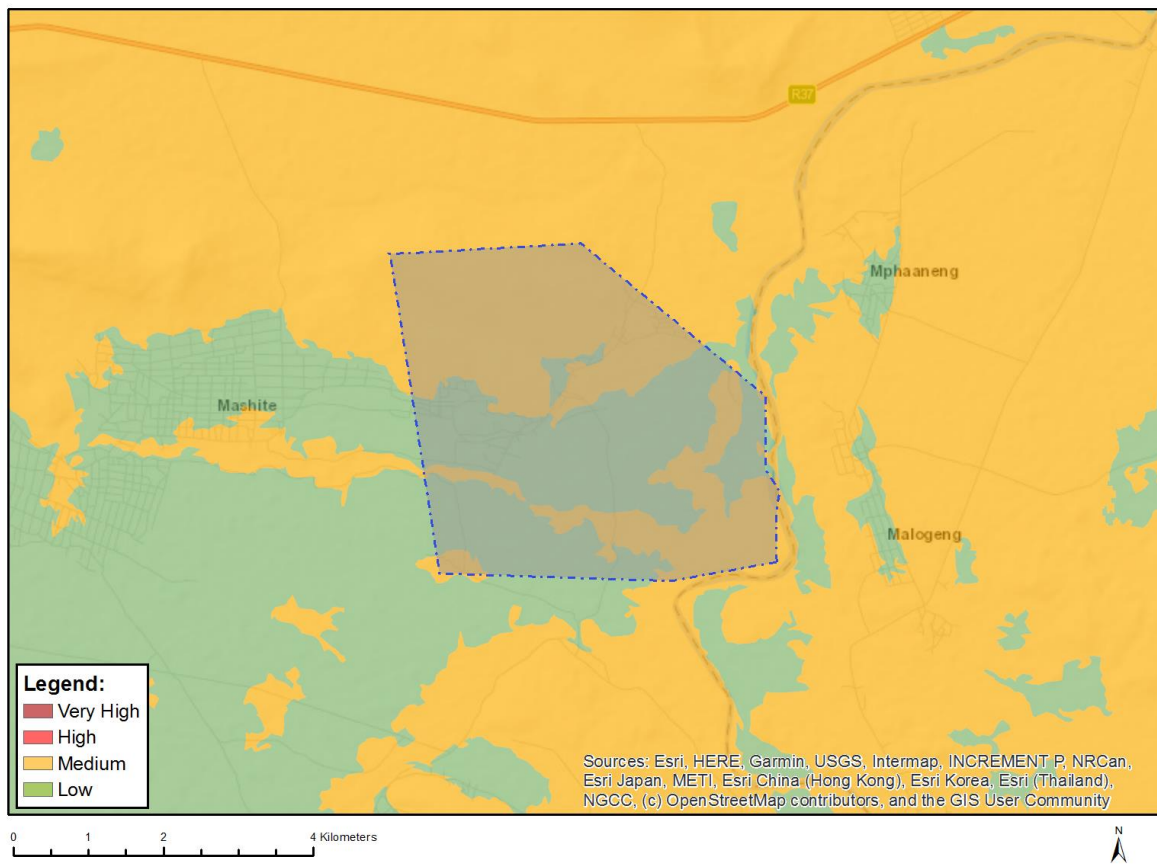 R37
Mphaaneng
Mashite
Malogeng
Legend:
Very High
High
Medium
Low
Sources: Esri, HERE, Garmin, USGS, Intermap, INCREMENT P, NRCan,
Esri Japan, METI, Esri China (Hong Kong), Esri Korea, Esri (Thailand),
NGCC, (c) OpenStreetMap contributors, and the GIS User Community
0 1 2 4 Kilometers
N